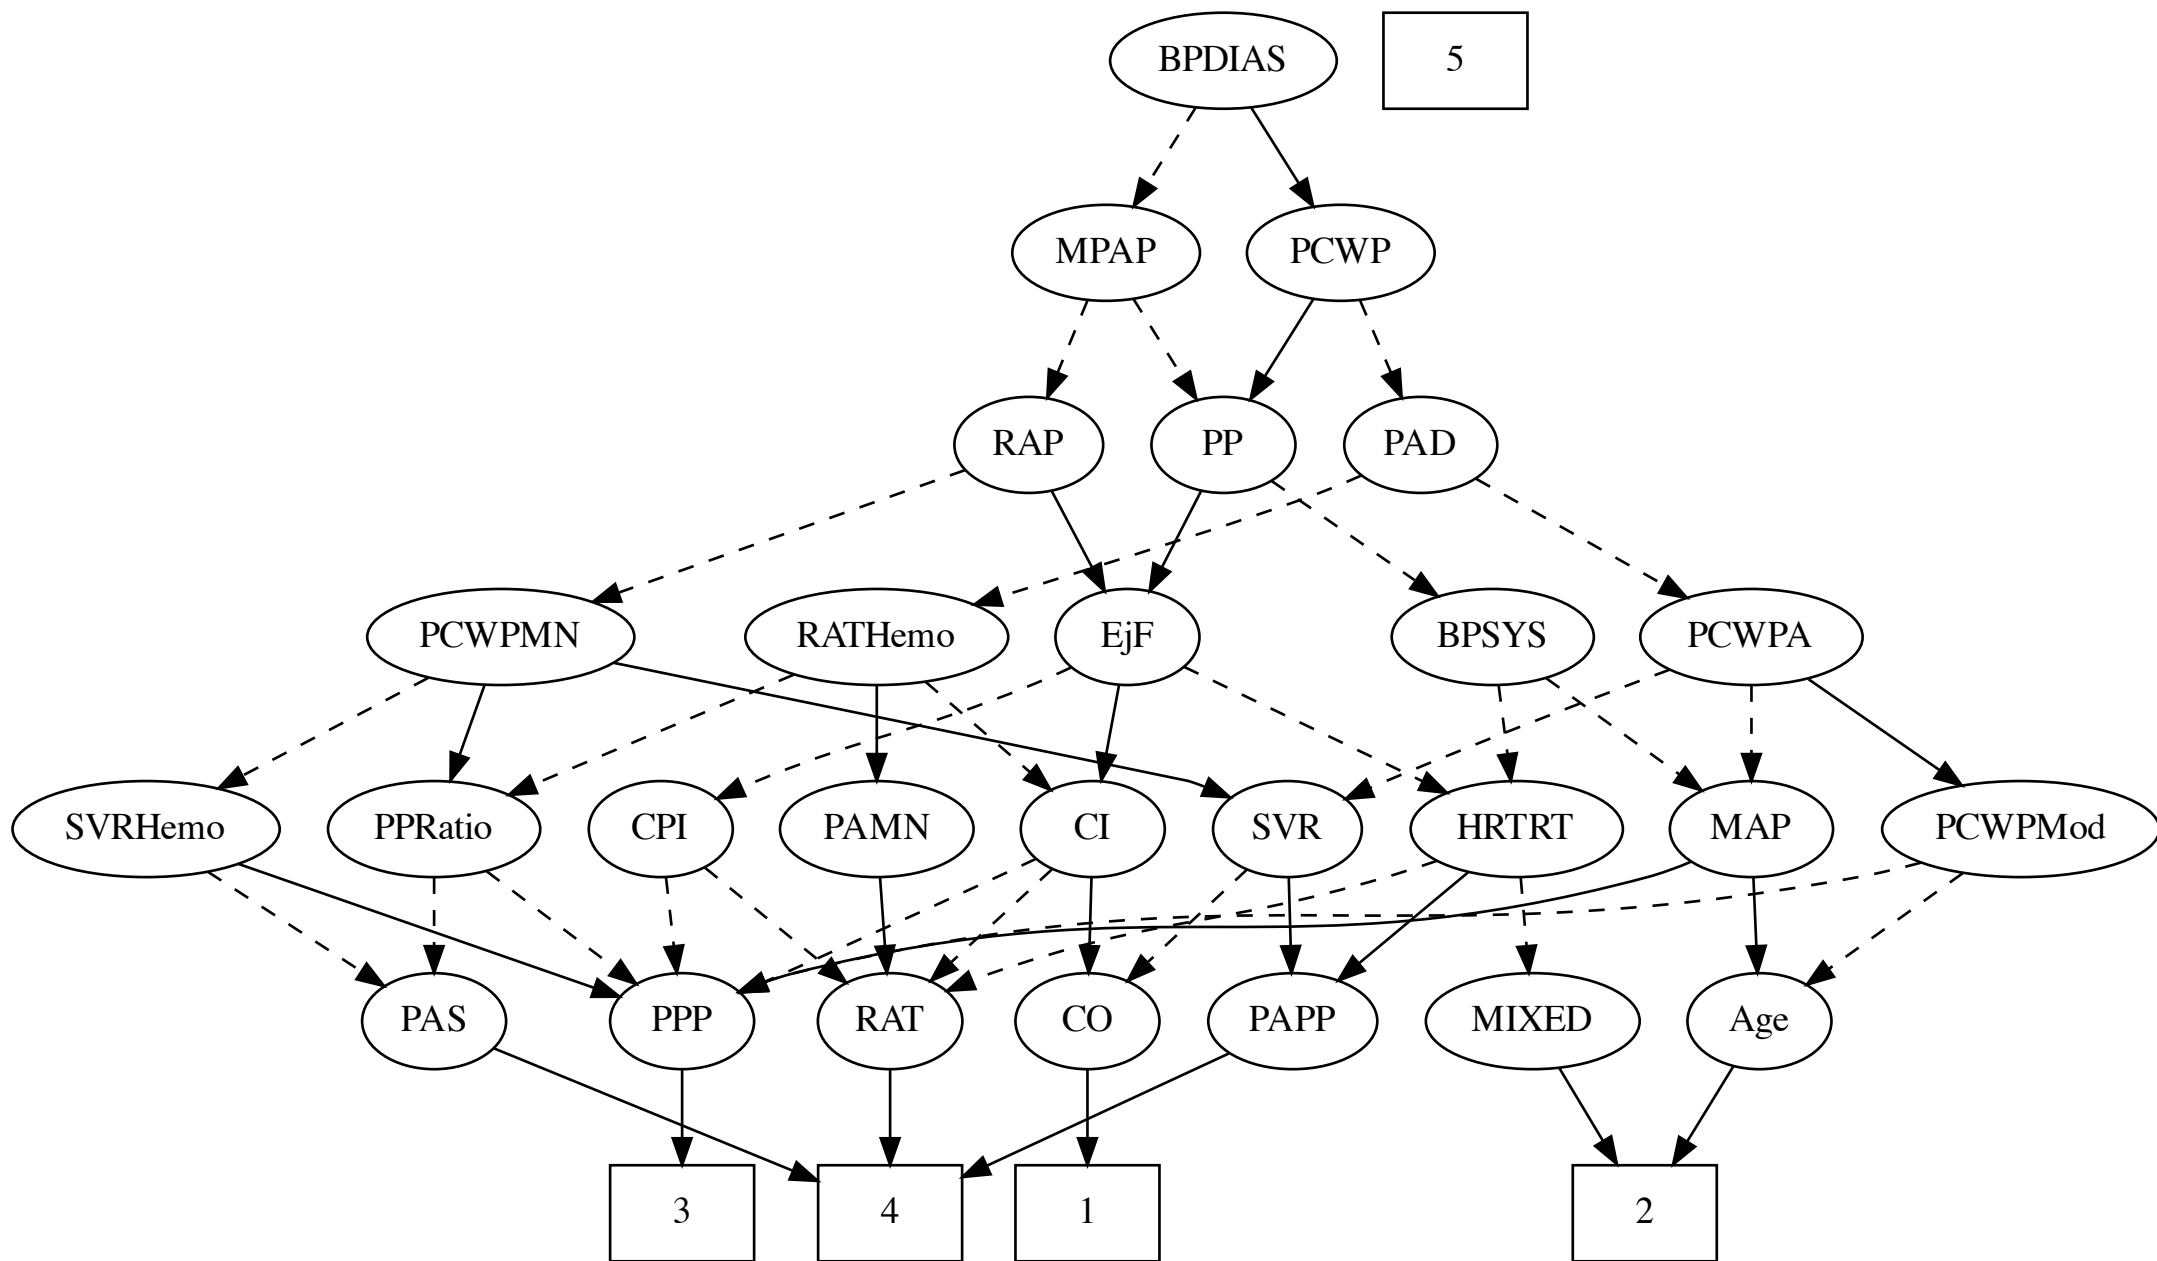 BPDIAS
5
MPAP
PCWP
RAP
PP
PAD
PCWPMN
RATHemo
EjF
BPSYS
PCWPA
SVRHemo
PPRatio
CPI
PAMN
CI
SVR
HRTRT
MAP
PCWPMod
PAS
PPP
RAT
CO
PAPP
MIXED
Age
3
4
1
2